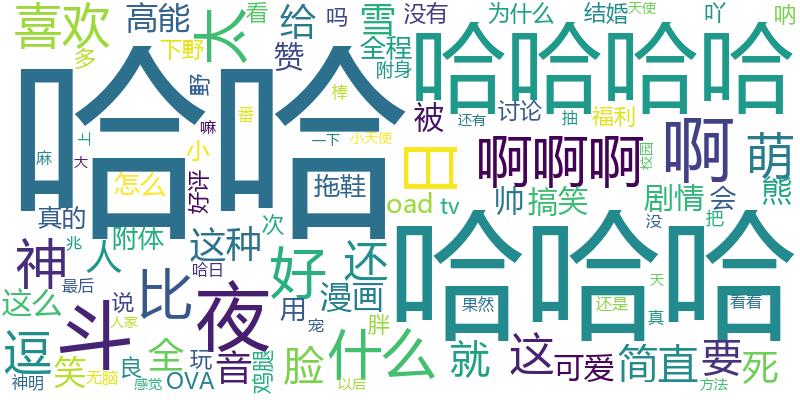 喜欢 高能 太 看 给 吗 雪 没有 为什么 结婚 天使 吖 呐
多 下野 赞 全程 附身
哈哈 哈哈哈哈
野 番 棒 被 讨论 还有 抽 福利
麻 上 大 嘛 小 一下 小天使 日 啊啊啊 校园 啊 萌
怎么 好评 拖鞋 oad tv 帅 搞笑 剧情 会 熊
真的 兆 附体 次 没 把
神 人 这种 哈日 好 还 哈哈哈 天
这么 最后 说 比 夜 用 漫画 果然 还是 看看
斗 人家 宠 胖 真
逗 笑 良 全 玩 音 鸡腿 脸 什么 就 这 可爱 简直 要 死
神明 无脑 感觉 OVA 以后 方法